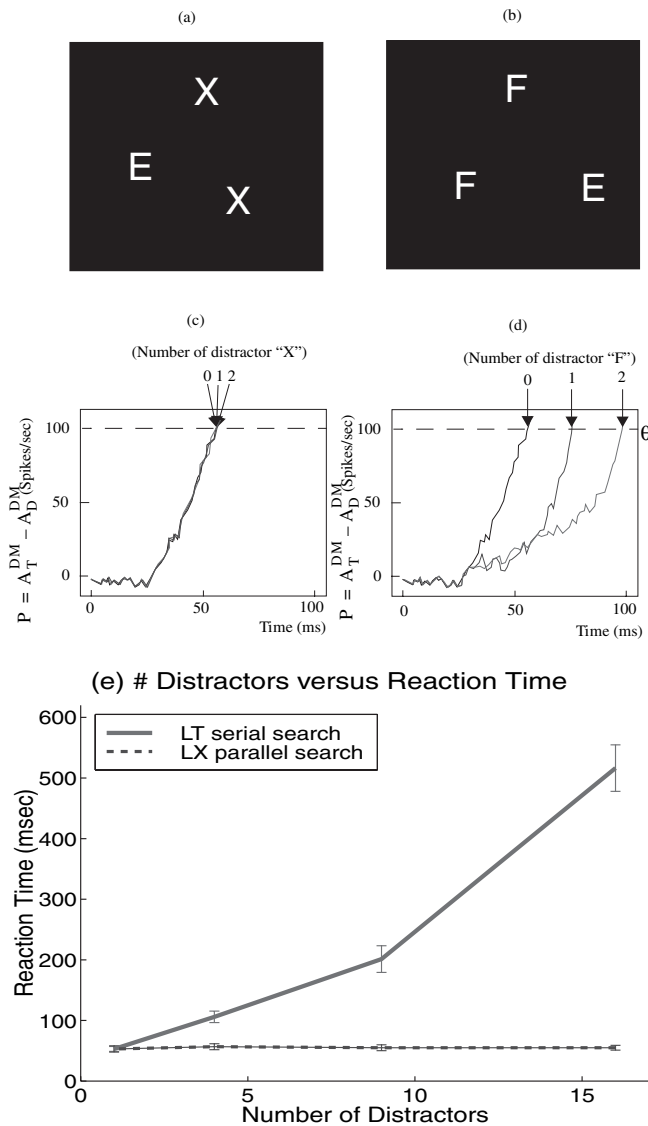 (a)
X
E
X
(b)
F
F
E
(c)
(Number of distractor “X”)
0 1 2
100
50
0
P = A_T^DM – A_D^DM (Spikes/sec)
0 50 100
Time (ms)
(d)
(Number of distractor “F”)
0 1 2
100 θ
50
0
P = A_T^DM – A_D^DM (Spikes/sec)
0 50 100
Time (ms)
(e) # Distractors versus Reaction Time
LT serial search
LX parallel search
600
500
400
300
200
100
0
Reaction Time (msec)
0 5 10 15
Number of Distractors